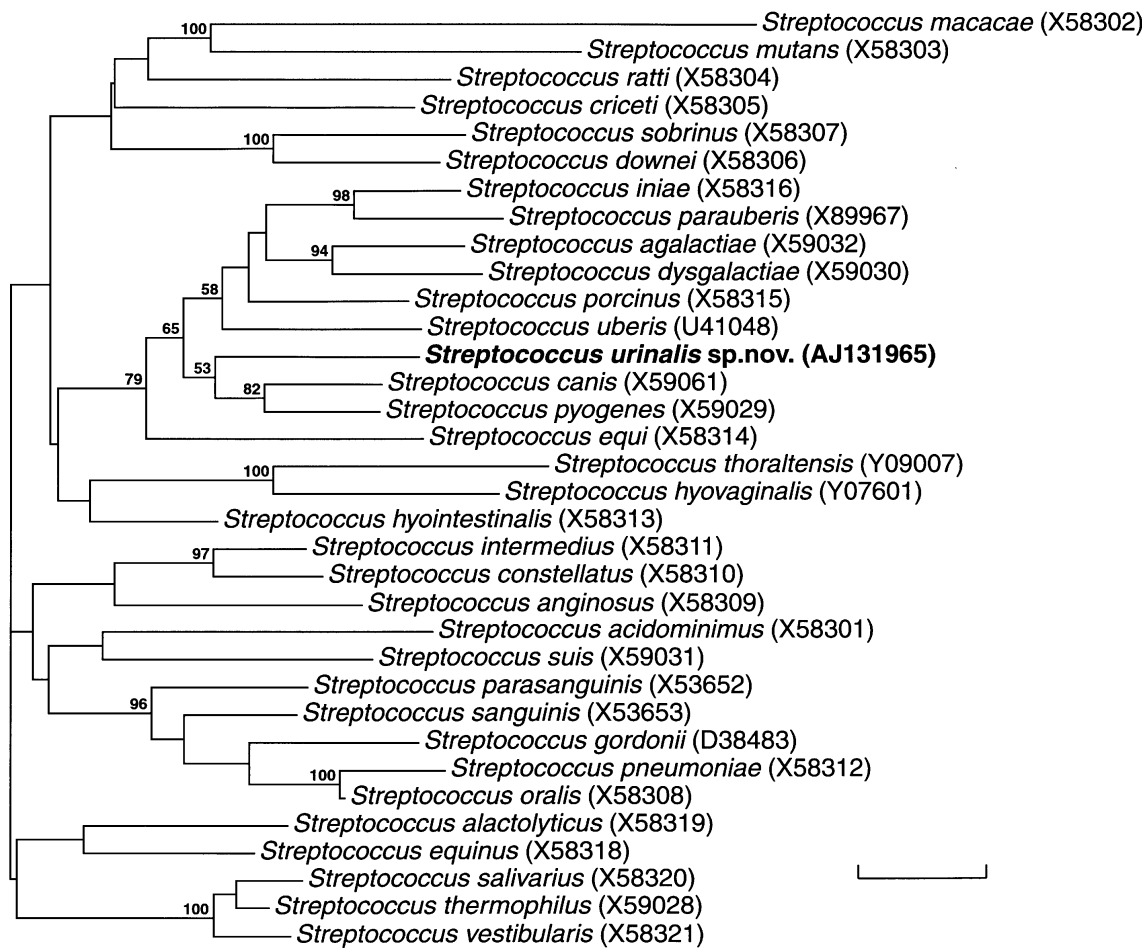 100 Streptococcus macacae (X58302)
Streptococcus mutans (X58303)
Streptococcus ratti (X58304)
Streptococcus criceti (X58305)
100 Streptococcus sobrinus (X58307)
Streptococcus downei (X58306)
98 Streptococcus iniae (X58316)
Streptococcus parauberis (X89967)
94 Streptococcus agalactiae (X59032)
Streptococcus dysgalactiae (X59030)
58 Streptococcus porcinus (X58315)
65 Streptococcus uberis (U41048)
Streptococcus urinalis sp.nov. (AJ131965)
79 53 Streptococcus canis (X59061)
82 Streptococcus pyogenes (X59029)
Streptococcus equi (X58314)
100 Streptococcus thoraltensis (Y09007)
Streptococcus hyovaginalis (Y07601)
Streptococcus hyointestinalis (X58313)
97 Streptococcus intermedius (X58311)
Streptococcus constellatus (X58310)
Streptococcus anginosus (X58309)
Streptococcus acidominimus (X58301)
Streptococcus suis (X59031)
96 Streptococcus parasanguinis (X53652)
Streptococcus sanguinis (X53653)
Streptococcus gordonii (D38483)
100 Streptococcus pneumoniae (X58312)
Streptococcus oralis (X58308)
Streptococcus alactolyticus (X58319)
Streptococcus equinus (X58318)
Streptococcus salivarius (X58320)
100 Streptococcus thermophilus (X59028)
Streptococcus vestibularis (X58321)